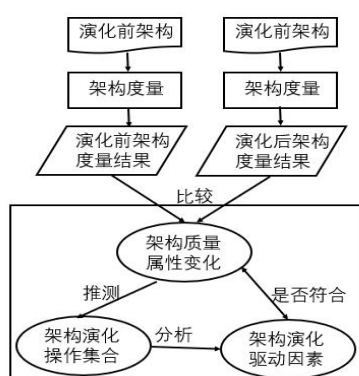 演化前架构
演化前架构
架构度量
架构度量
演化前架构
度量结果
演化后架构
度量结果
比较
架构质量
属性变化
推测
是否符合
架构演化
操作集合
分析
架构演化
驱动因素